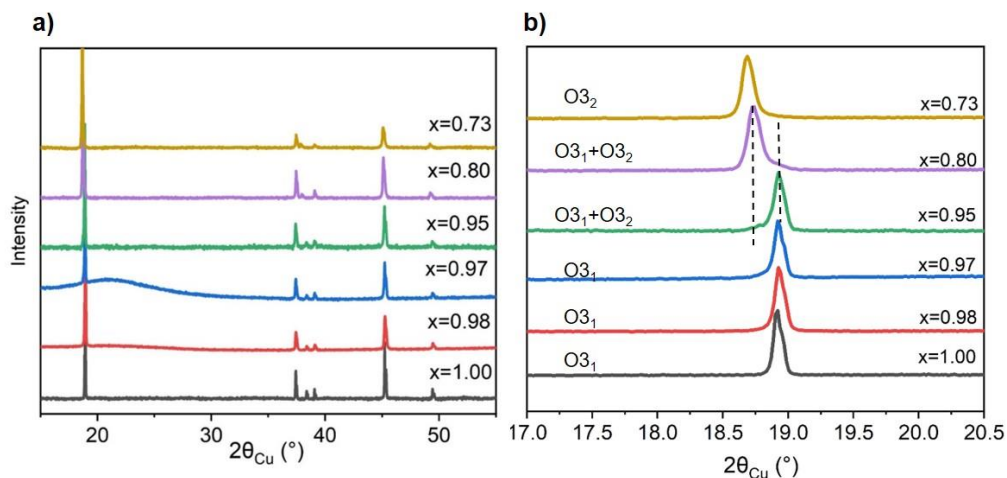 a)
x=0.73
x=0.80
x=0.95
x=0.97
x=0.98
x=1.00
Intensity
20 30 40 50
2θCu (°)
b)
O3₂ x=0.73
O3₁+O3₂ x=0.80
O3₁+O3₂ x=0.95
O3₁ x=0.97
O3₁ x=0.98
O3₁ x=1.00
17.0 17.5 18.0 18.5 19.0 19.5 20.0 20.5
2θCu (°)